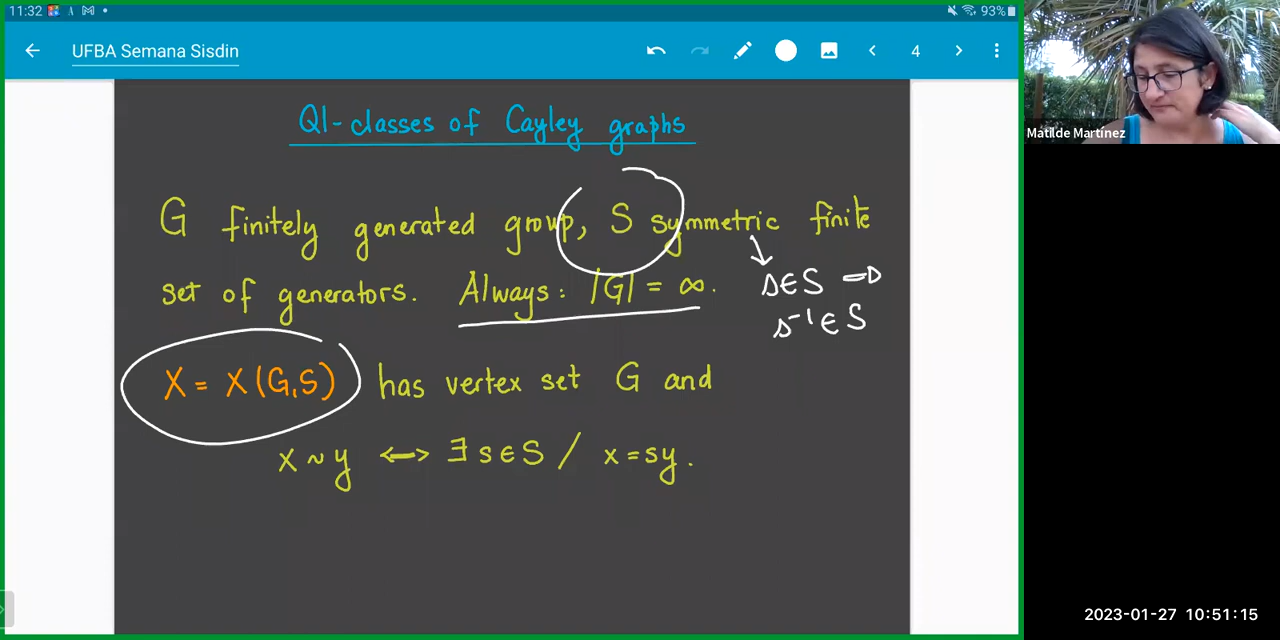 11:32 93%
UFBA Semana Sisdin 4
QI-classes of Cayley graphs
G finitely generated group, S symmetric finite
set of generators. Always: |G| = ∞.
s∈S ⇒
s⁻¹∈S
X = X(G,S) has vertex set G and
x ~ y ↔ ∃ s∈S / x = sy.
Matilde Martínez
2023-01-27 10:51:15